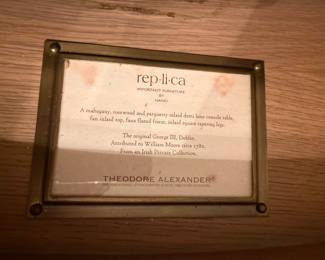 rep·li·ca
IMPORTANT FURNITURE
BY
HAND
A mahogany, rosewood and parquetry inlaid demi lune console table,
fan inlaid top, faux fluted frieze, inlaid square tapering legs.
The original George III, Dublin.
Attributed to William Moore circa 1780.
From an Irish Private Collection.
THEODORE ALEXANDER